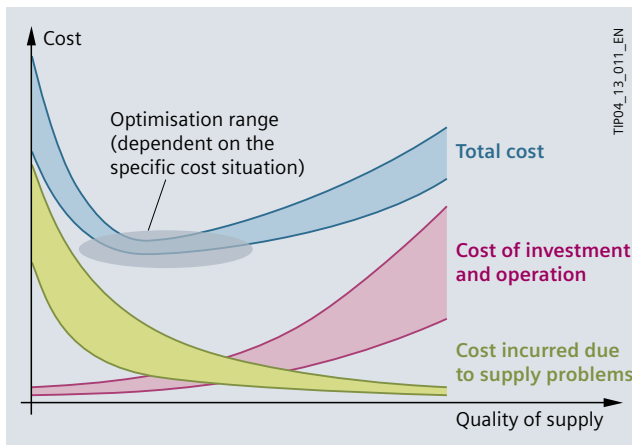 Cost
TIP04_13_011_EN
Optimisation range
(dependent on the
specific cost situation)
Total cost
Cost of investment
and operation
Cost incurred due
to supply problems
Quality of supply